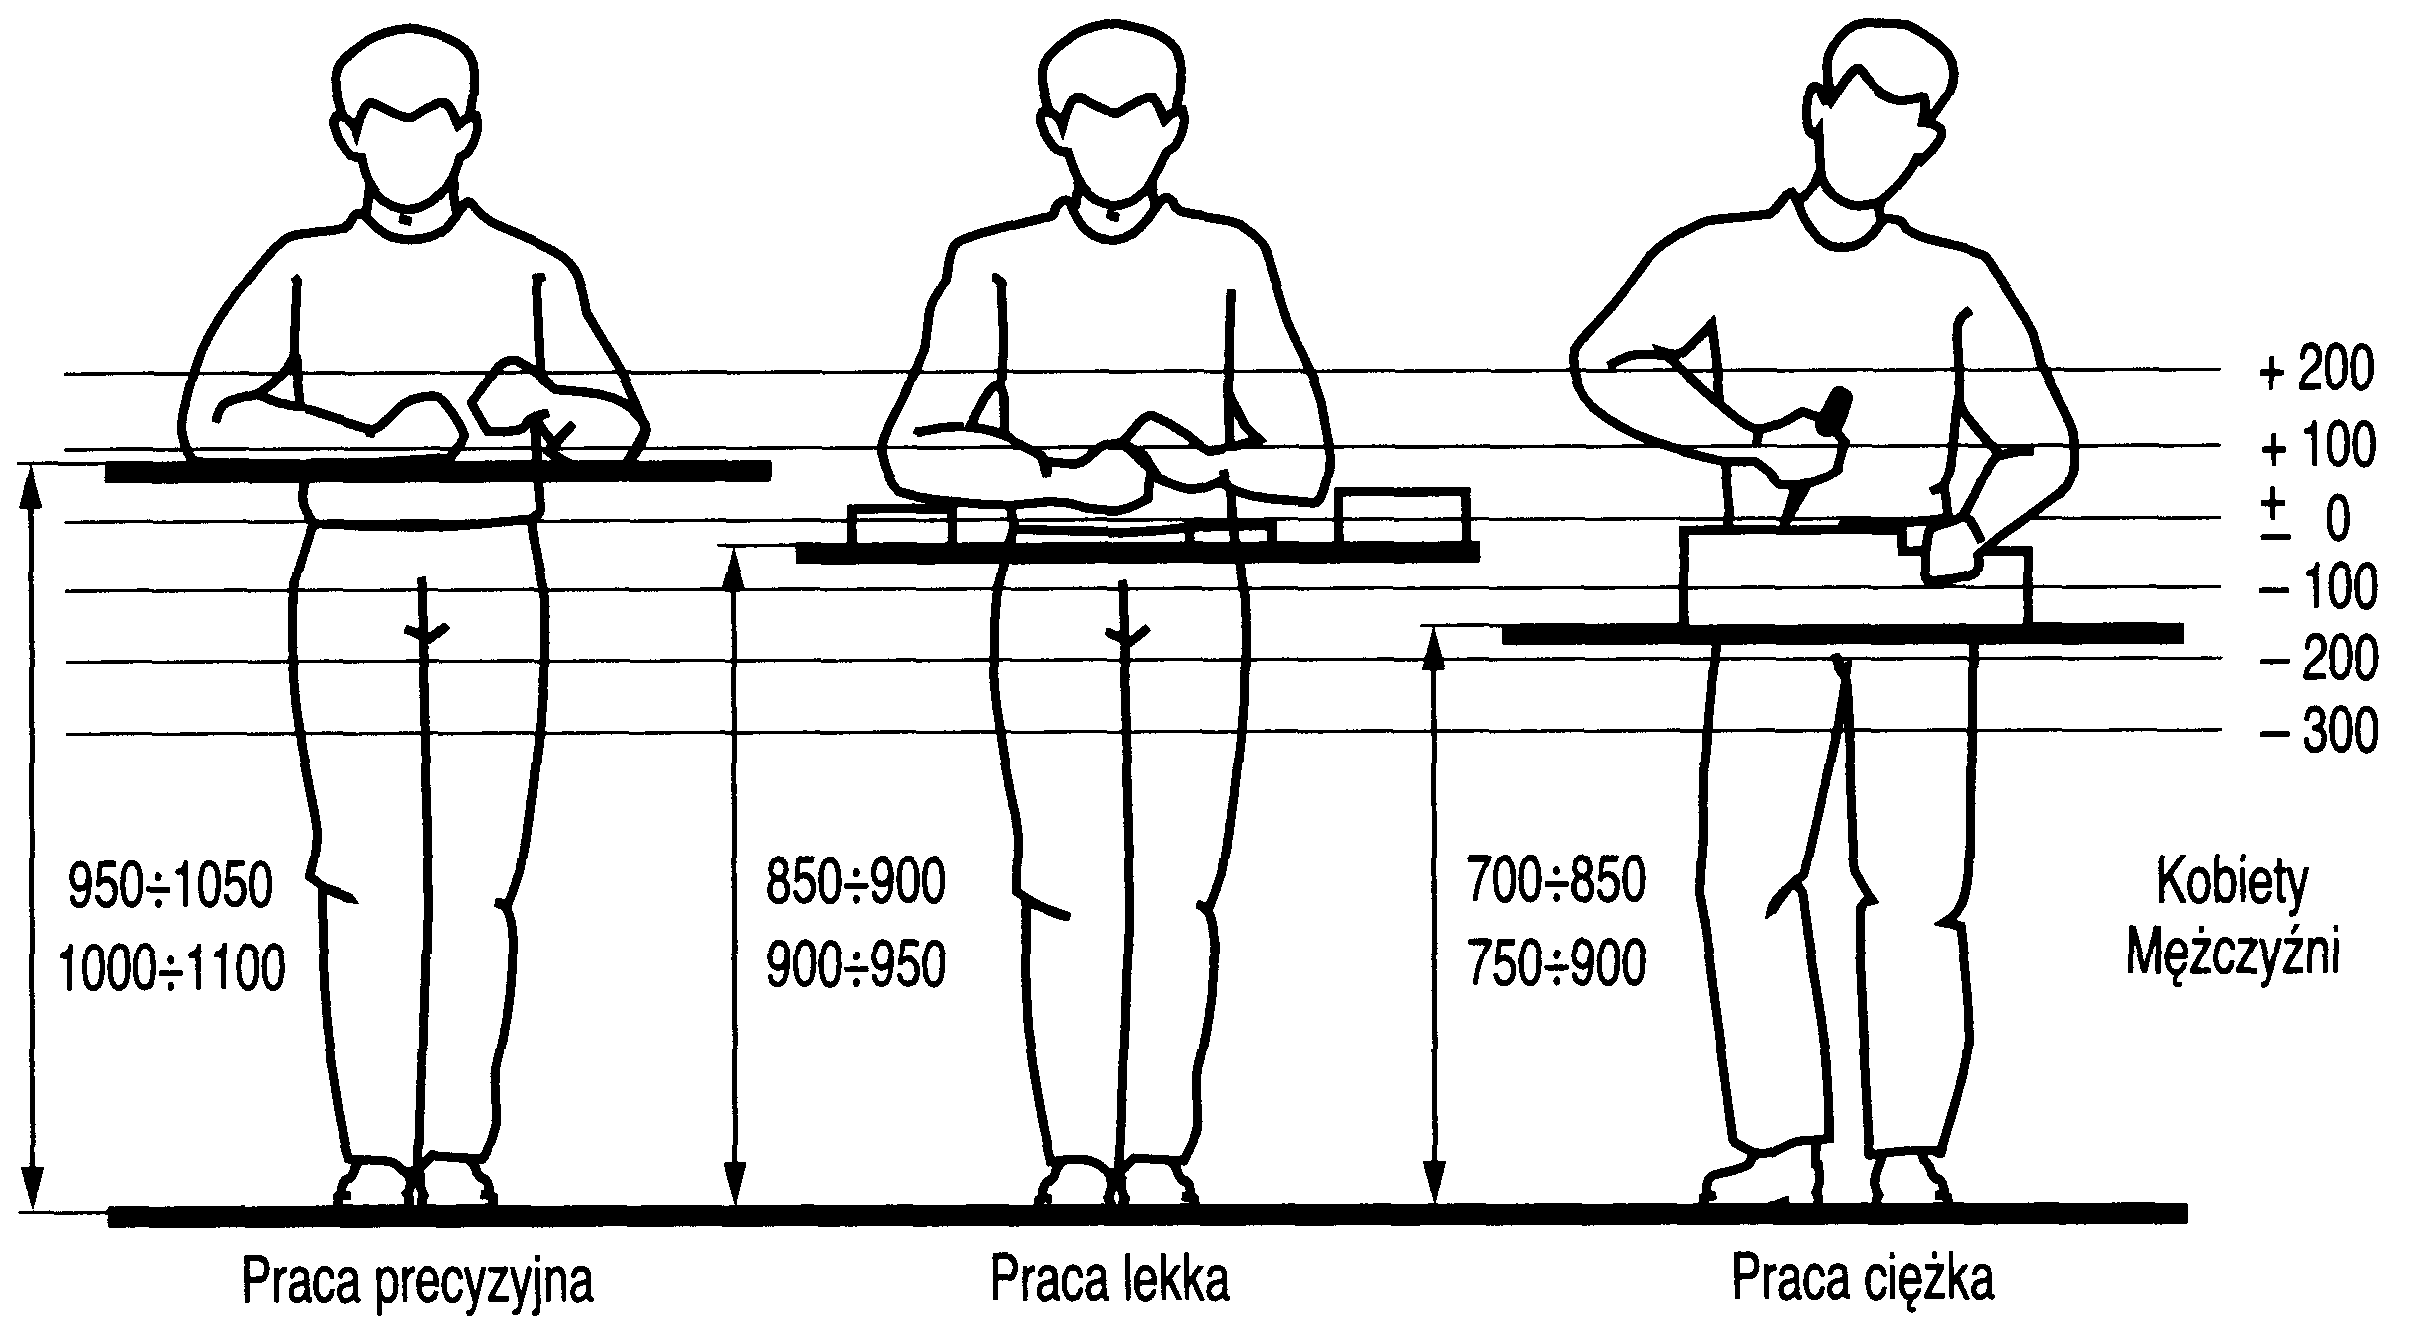 + 200
+ 100
± 0
– 100
– 200
– 300
950÷1050 850÷900 700÷850 Kobiety
1000÷1100 900÷950 750÷900 Mężczyźni
Praca precyzyjna Praca lekka Praca ciężka